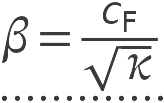 β = c_F / √κ
..............